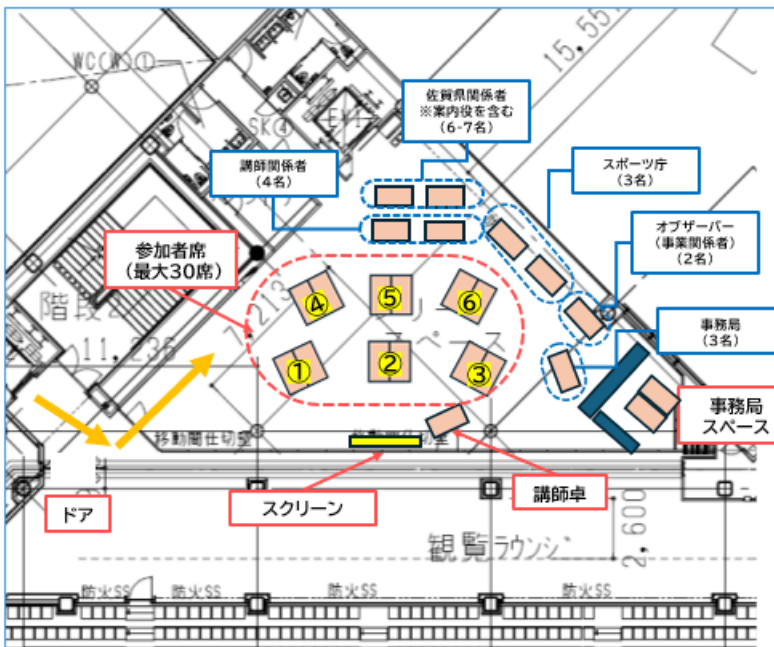 WC(W)①
15,55
SK④
EV1
佐賀県関係者
※案内役を含む
(6-7名)
講師関係者
(4名)
スポーツ庁
(3名)
オブザーバー
(事業関係者)
(2名)
参加者席
(最大30席)
階段2
7,213
11,236
④
⑤
⑥
リー
スペース
①
②
③
事務局
(3名)
事務局
スペース
移動間仕切壁
ドア
スクリーン
講師卓
観覧ラウンジ
2,600
防火SS
防火SS
防火SS
防火SS